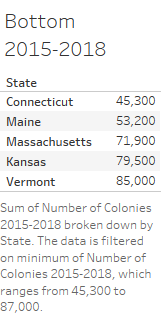 Bottom
2015-2018
State
Connecticut 45,300
Maine 53,200
Massachusetts 71,900
Kansas 79,500
Vermont 85,000
Sum of Number of Colonies
2015-2018 broken down by
State. The data is filtered
on minimum of Number of
Colonies 2015-2018, which
ranges from 45,300 to
87,000.